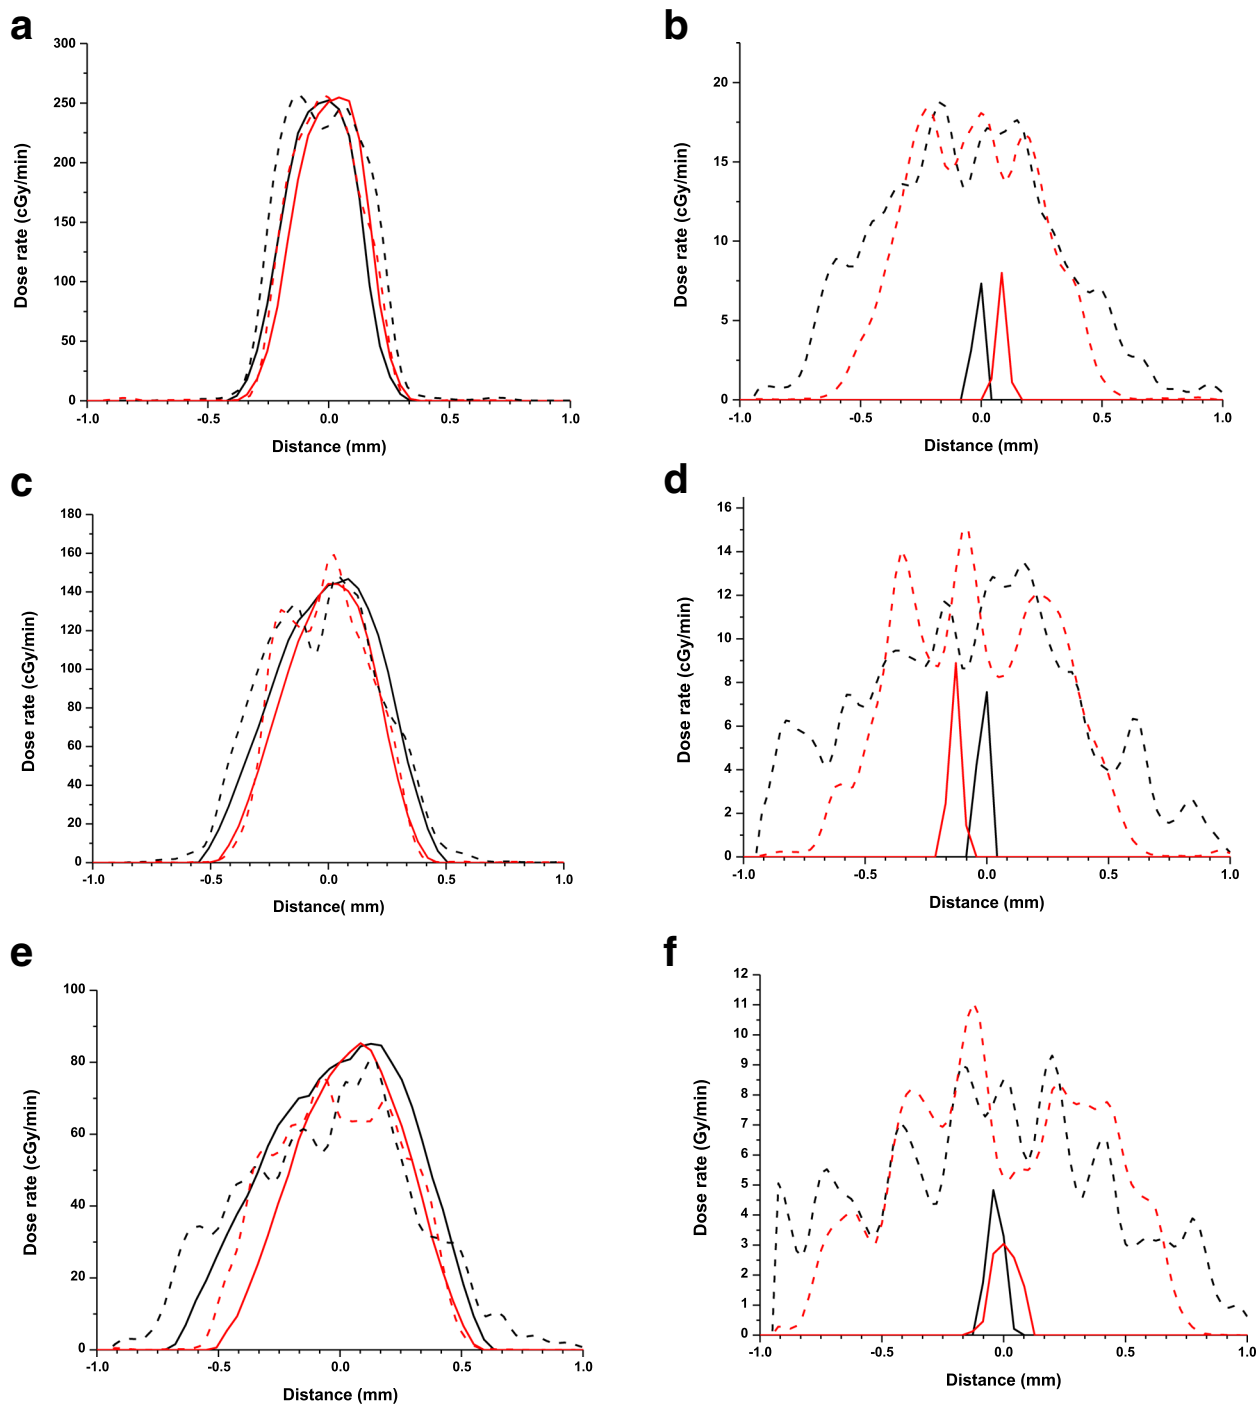 a
300
250
200
150
100
50
0
-1.0 -0.5 0.0 0.5 1.0
Dose rate (cGy/min)
Distance (mm)
b
20
15
10
5
0
-1.0 -0.5 0.0 0.5 1.0
Dose rate (cGy/min)
Distance (mm)
c
180
160
140
120
100
80
60
40
20
0
-1.0 -0.5 0.0 0.5 1.0
Dose rate (cGy/min)
Distance( mm)
d
16
14
12
10
8
6
4
2
0
-1.0 -0.5 0.0 0.5 1.0
Dose rate (cGy/min)
Distance (mm)
e
100
80
60
40
20
0
-1.0 -0.5 0.0 0.5 1.0
Dose rate (cGy/min)
Distance (mm)
f
12
11
10
9
8
7
6
5
4
3
2
1
0
-1.0 -0.5 0.0 0.5 1.0
Dose rate (Gy/min)
Distance (mm)